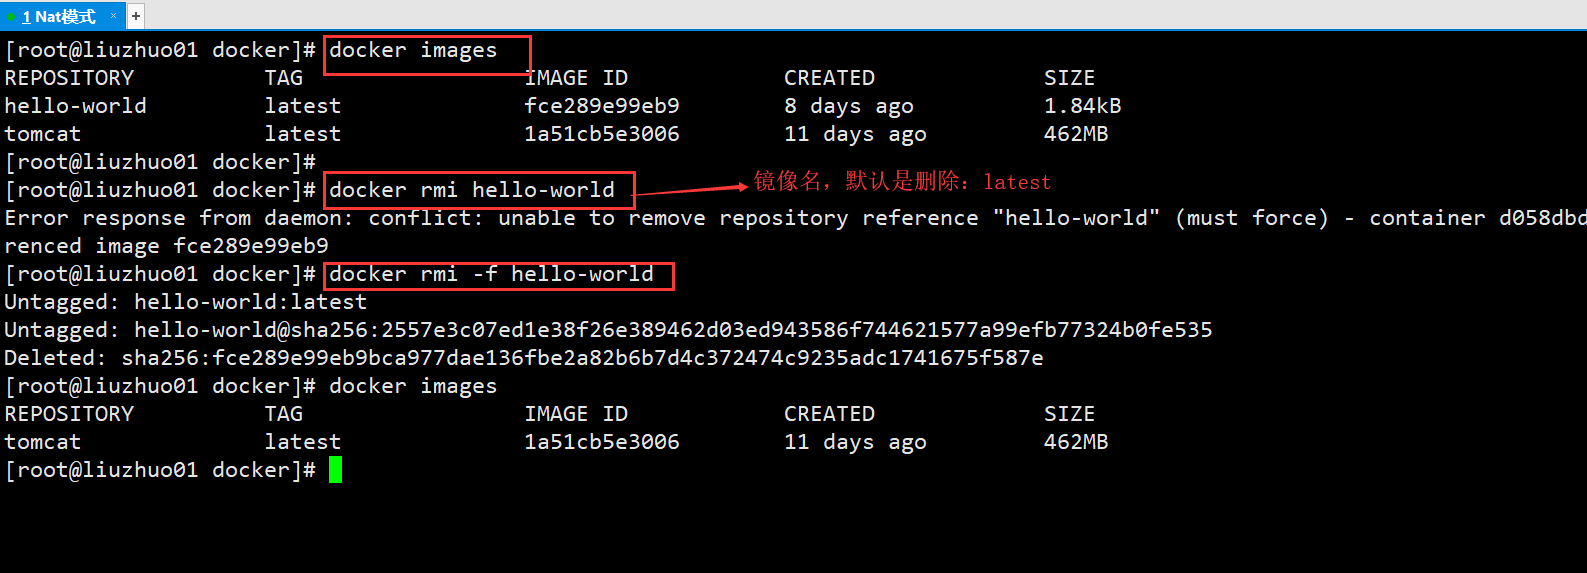 1 Nat模式 × +
[root@liuzhuo01 docker]# docker images
REPOSITORY TAG IMAGE ID CREATED SIZE
hello-world latest fce289e99eb9 8 days ago 1.84kB
tomcat latest 1a51cb5e3006 11 days ago 462MB
[root@liuzhuo01 docker]#
[root@liuzhuo01 docker]# docker rmi hello-world 镜像名，默认是删除：latest
Error response from daemon: conflict: unable to remove repository reference "hello-world" (must force) - container d058dbd
renced image fce289e99eb9
[root@liuzhuo01 docker]# docker rmi -f hello-world
Untagged: hello-world:latest
Untagged: hello-world@sha256:2557e3c07ed1e38f26e389462d03ed943586f744621577a99efb77324b0fe535
Deleted: sha256:fce289e99eb9bca977dae136fbe2a82b6b7d4c372474c9235adc1741675f587e
[root@liuzhuo01 docker]# docker images
REPOSITORY TAG IMAGE ID CREATED SIZE
tomcat latest 1a51cb5e3006 11 days ago 462MB
[root@liuzhuo01 docker]#